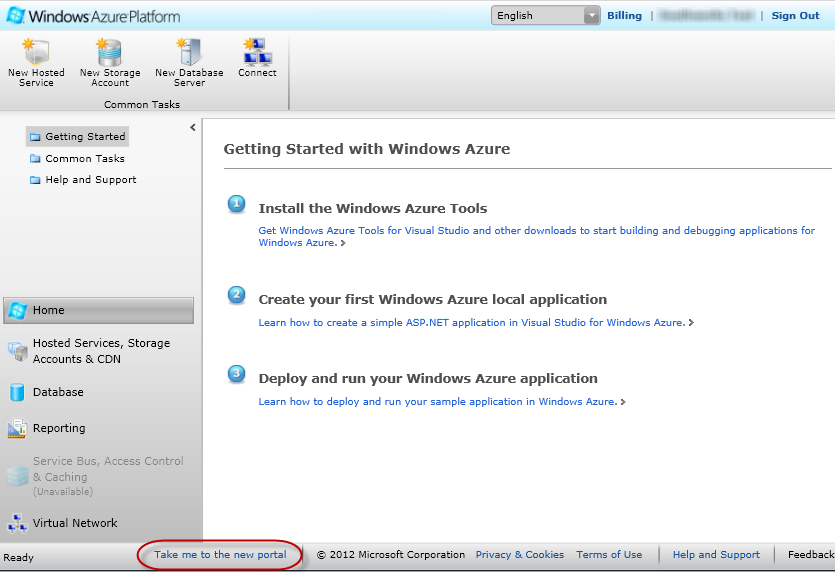 Windows Azure Platform
English
Billing | | Sign Out
New Hosted Service
New Storage Account
New Database Server
Connect
Common Tasks
Getting Started
Common Tasks
Help and Support
Home
Hosted Services, Storage
Accounts & CDN
Database
Reporting
Service Bus, Access Control
& Caching
(Unavailable)
Virtual Network
Getting Started with Windows Azure
1
Install the Windows Azure Tools
Get Windows Azure Tools for Visual Studio and other downloads to start building and debugging applications for
Windows Azure.
2
Create your first Windows Azure local application
Learn how to create a simple ASP.NET application in Visual Studio for Windows Azure.
3
Deploy and run your Windows Azure application
Learn how to deploy and run your sample application in Windows Azure.
Ready
Take me to the new portal
© 2012 Microsoft Corporation Privacy & Cookies Terms of Use | Help and Support | Feedback